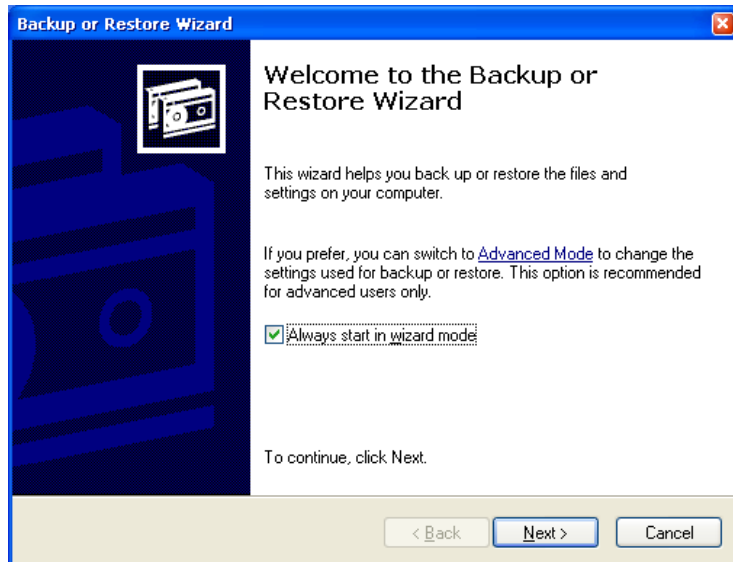 Backup or Restore Wizard
Welcome to the Backup or
Restore Wizard
This wizard helps you back up or restore the files and
settings on your computer.
If you prefer, you can switch to Advanced Mode to change the
settings used for backup or restore. This option is recommended
for advanced users only.
Always start in wizard mode
To continue, click Next.
< Back Next > Cancel